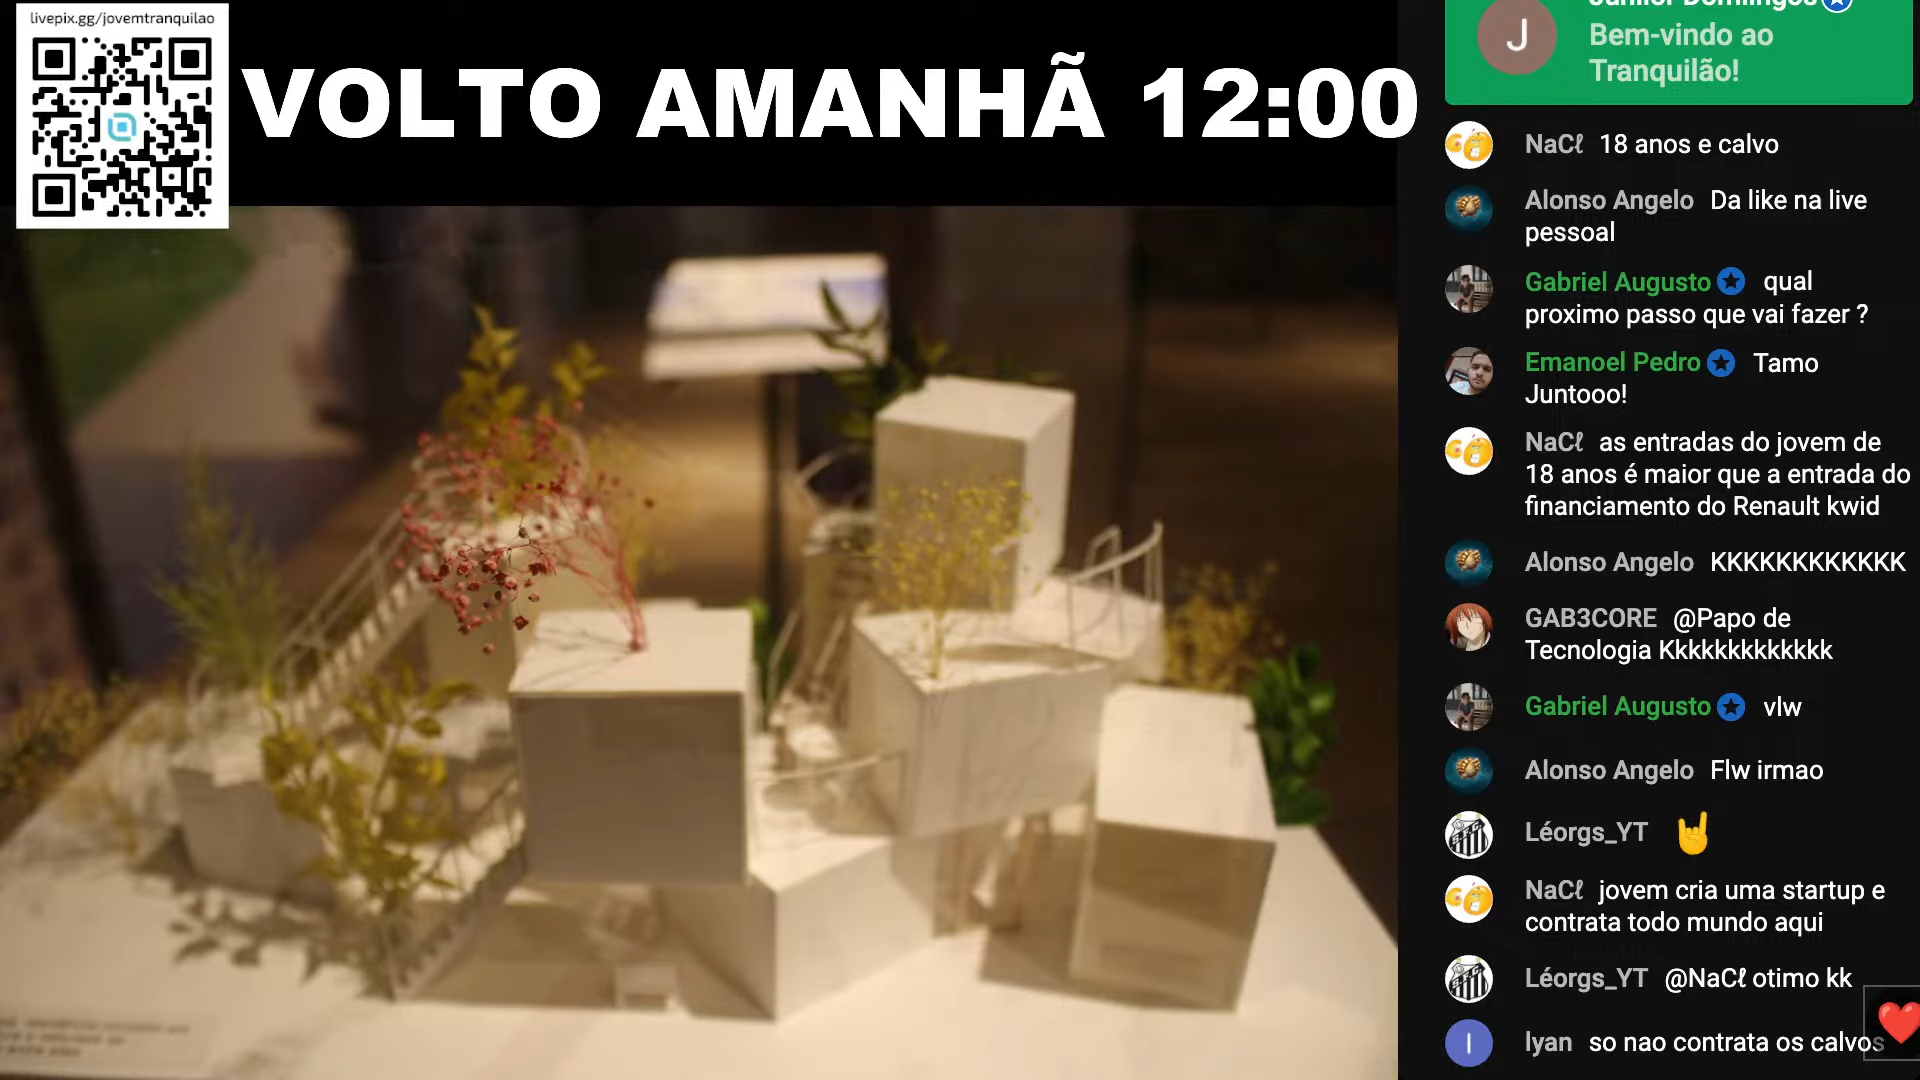 livepix.gg/jovemtranquilao
VOLTO AMANHÃ 12:00
Bem-vindo ao
Tranquilão!
NaCℓ 18 anos e calvo
Alonso Angelo Da like na live
pessoal
Gabriel Augusto qual
proximo passo que vai fazer ?
Emanoel Pedro Tamo
Juntooo!
NaCℓ as entradas do jovem de
18 anos é maior que a entrada do
financiamento do Renault kwid
Alonso Angelo KKKKKKKKKKKK
GAB3CORE @Papo de
Tecnologia Kkkkkkkkkkkkk
Gabriel Augusto vlw
Alonso Angelo Flw irmao
Léorgs_YT 🤘
NaCℓ jovem cria uma startup e
contrata todo mundo aqui
Léorgs_YT @NaCℓ otimo kk
Iyan so nao contrata os calvos